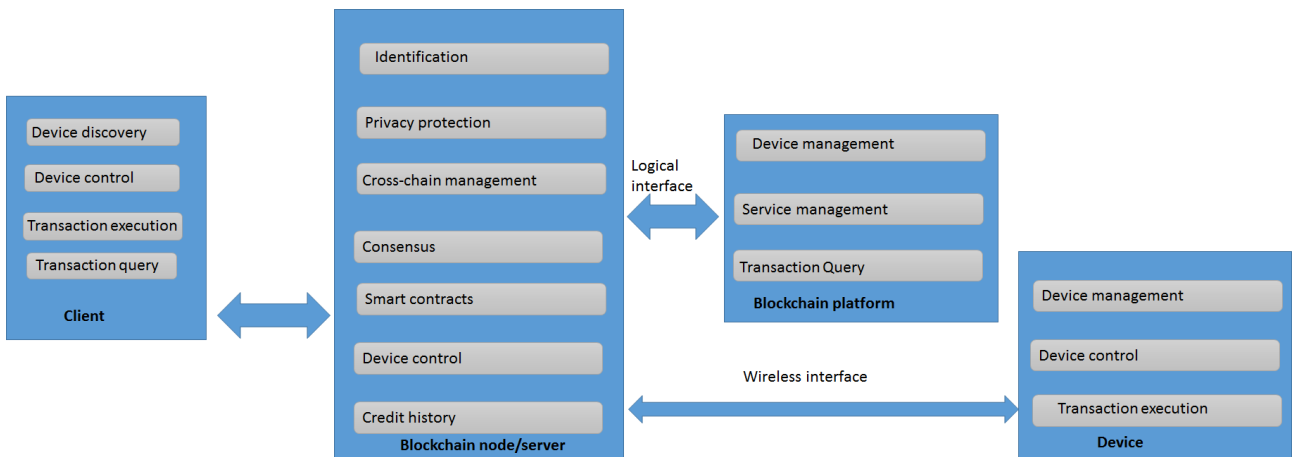 Device discovery
Device control
Transaction execution
Transaction query
Client
Identification
Privacy protection
Cross-chain management
Consensus
Smart contracts
Device control
Credit history
Blockchain node/server
Logical
interface
Device management
Service management
Transaction Query
Blockchain platform
Wireless interface
Device management
Device control
Transaction execution
Device